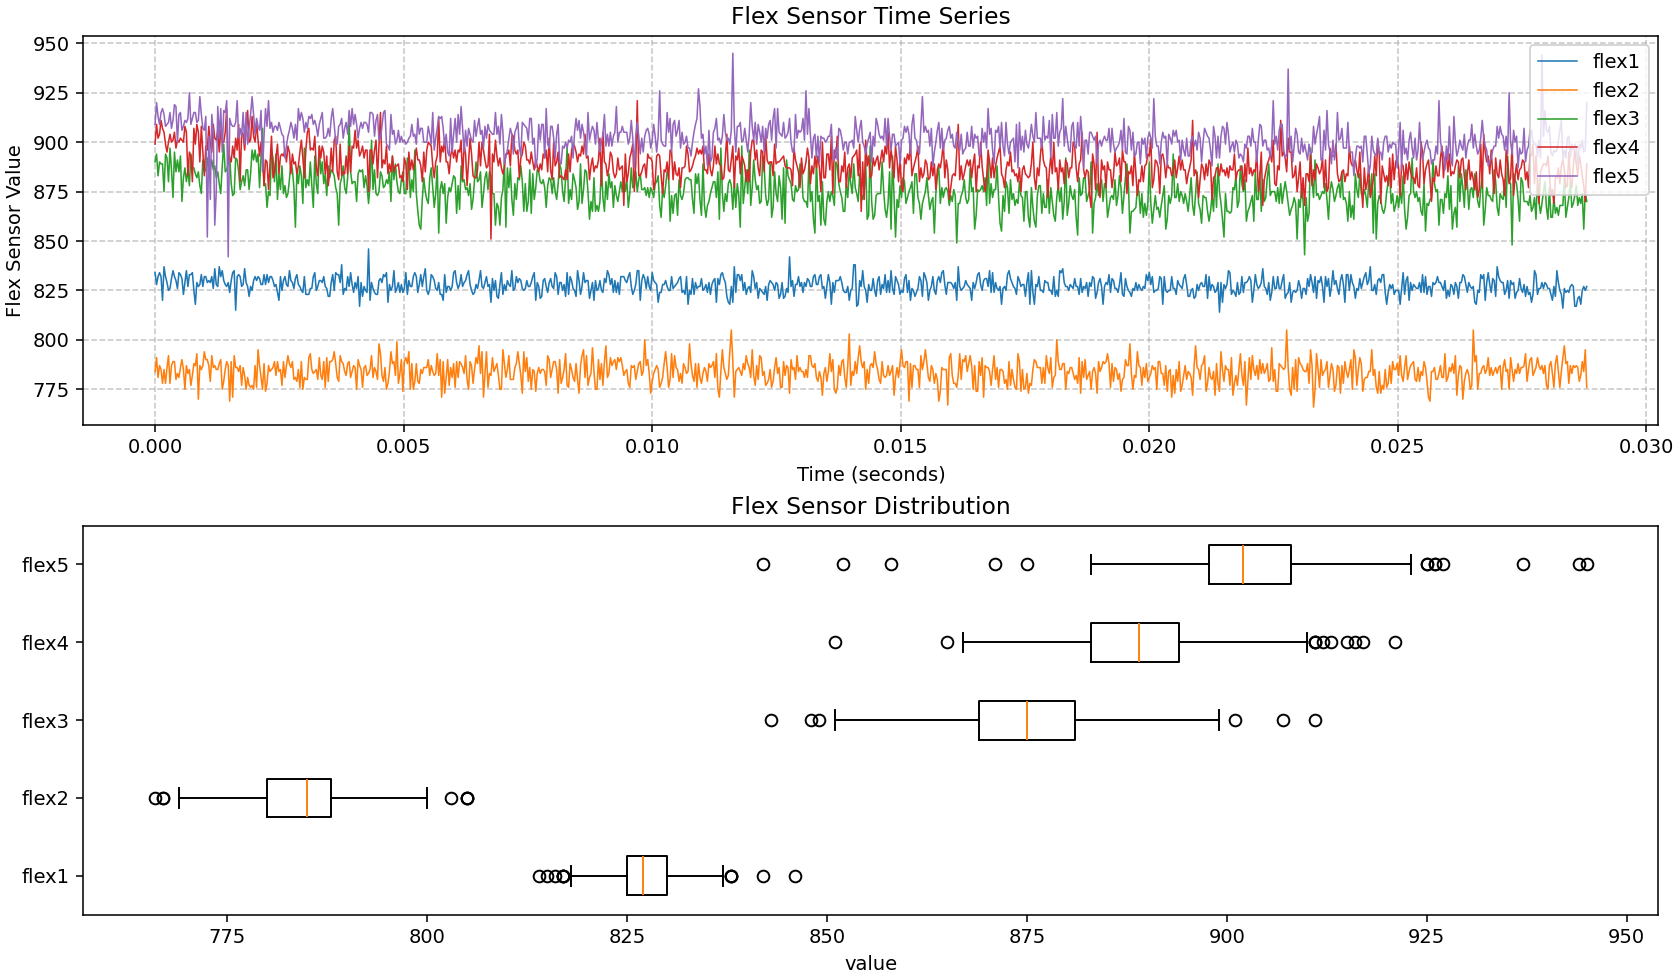 Flex Sensor Time Series
Flex Sensor Value
950
925
900
875
850
825
800
775
flex1
flex2
flex3
flex4
flex5
0.000 0.005 0.010 0.015 0.020 0.025 0.030
Time (seconds)
Flex Sensor Distribution
flex5
flex4
flex3
flex2
flex1
775 800 825 850 875 900 925 950
value